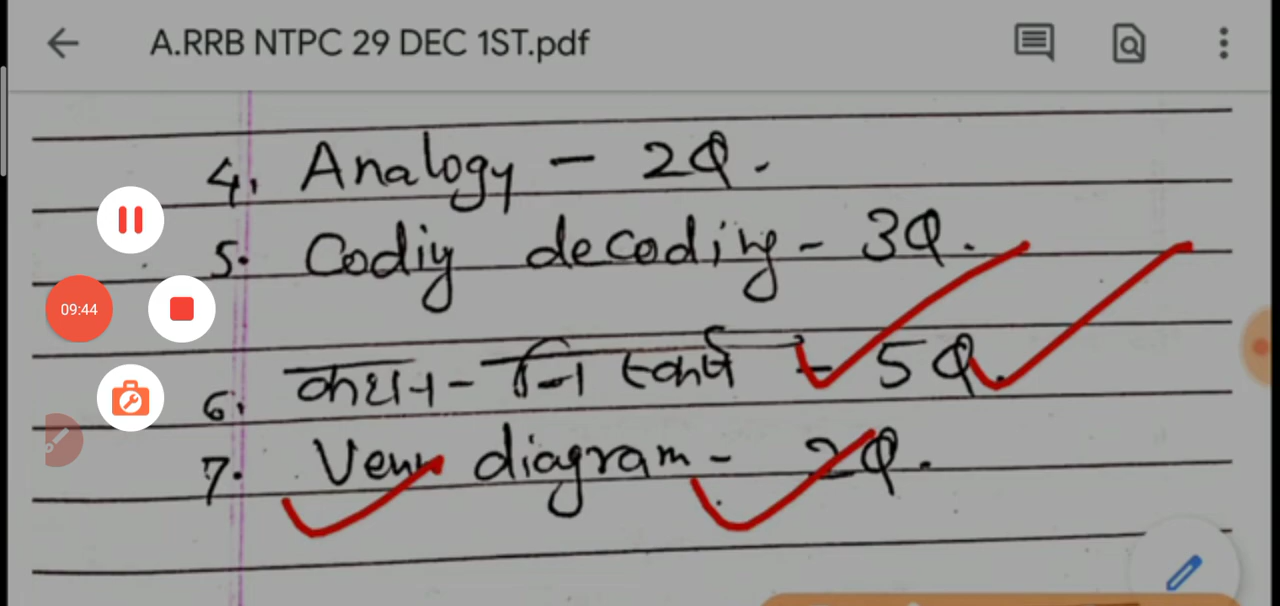 A.RRB NTPC 29 DEC 1ST.pdf
4. Analogy - 2Q.
5. Codiy decoding - 3Q.
09:44
6. कथन - निष्कर्ष - 5Q.
7. Venn diagram - 2Q.